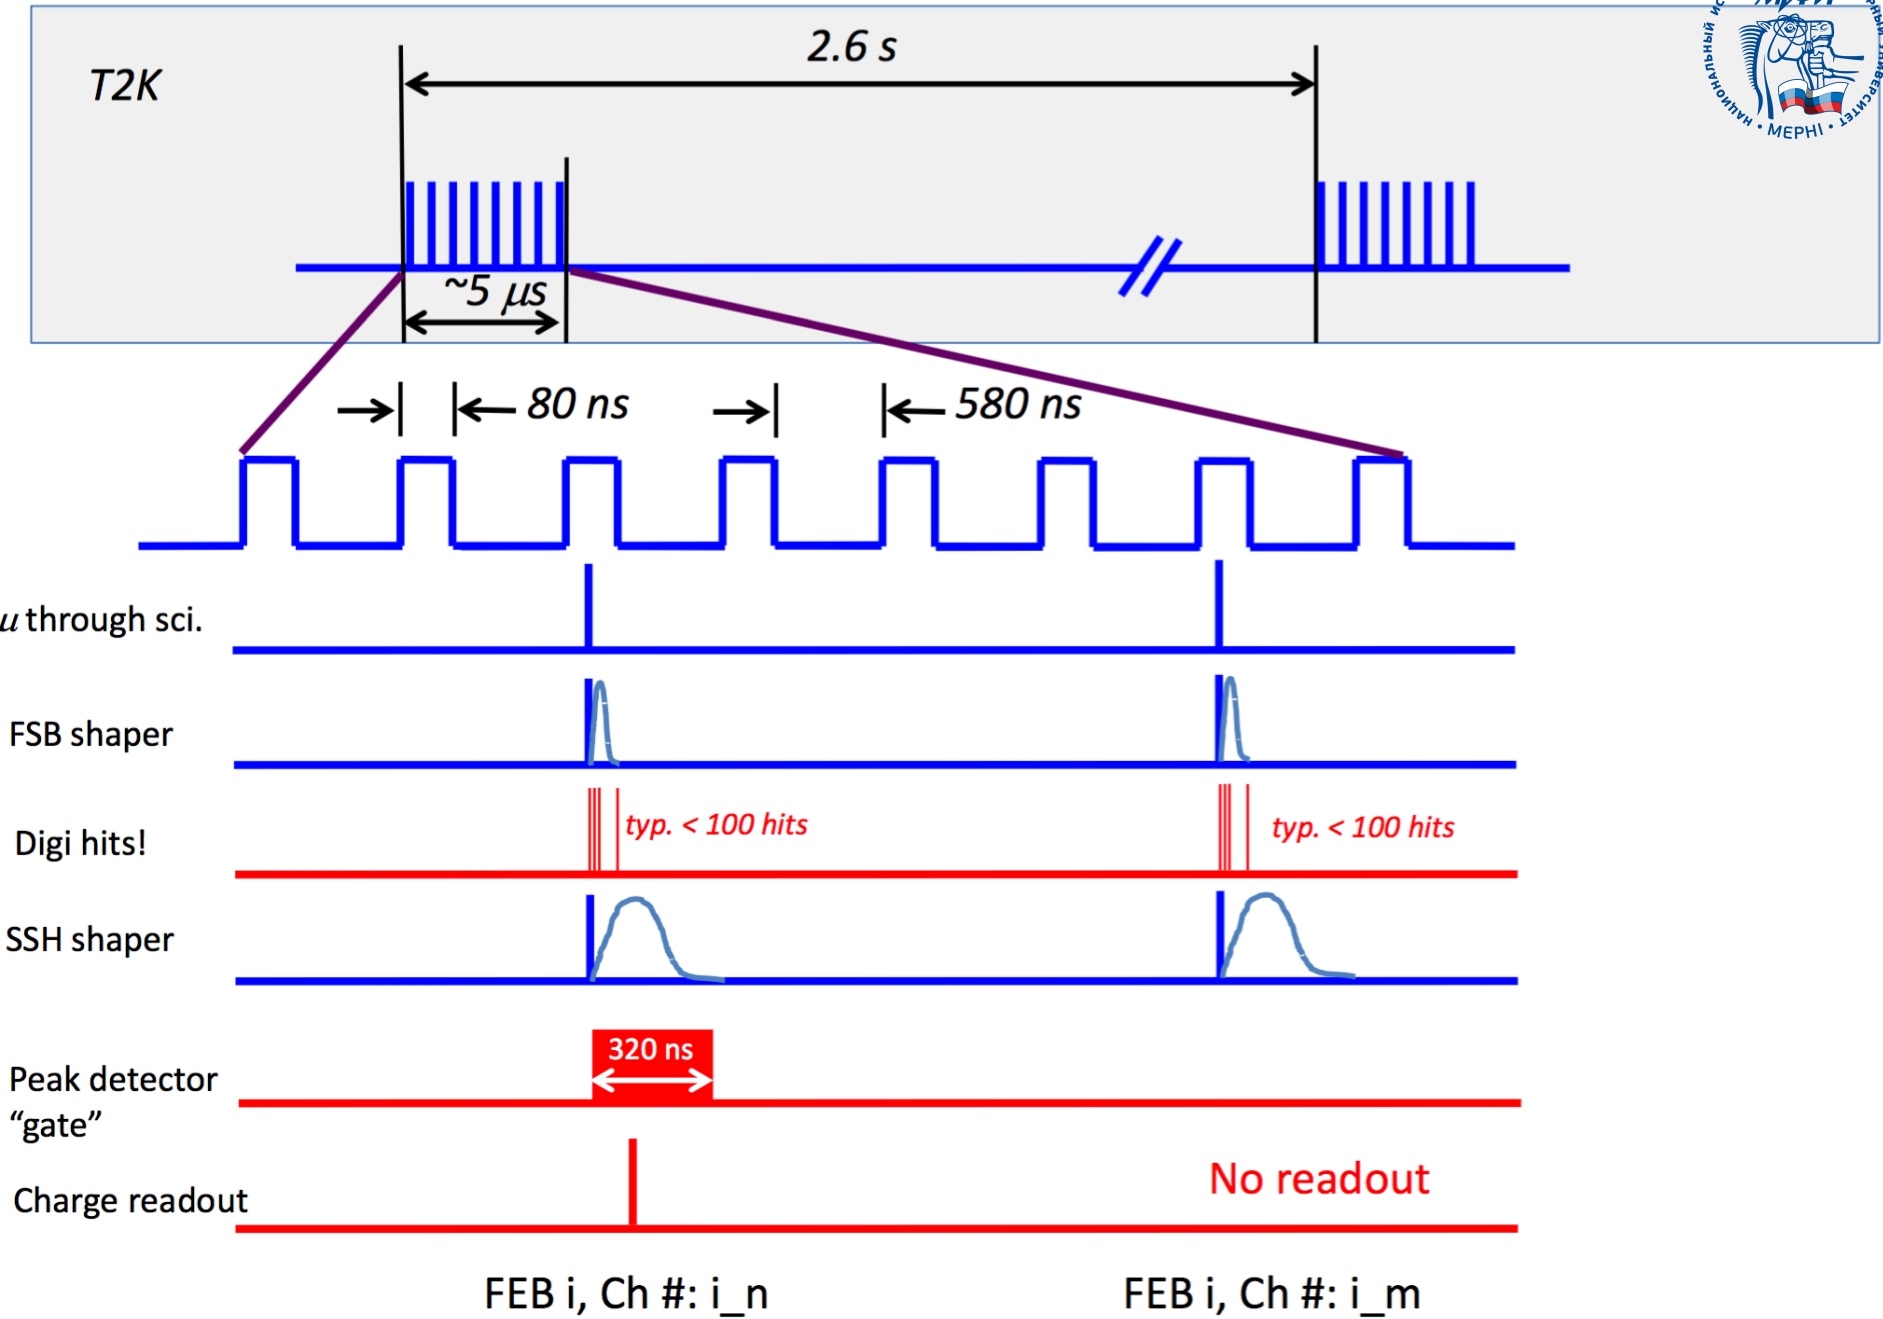 T2K
2.6 s
НАЦИОНАЛЬНЫЙ
• MEPHI •
~5 μs
80 ns
580 ns
μ through sci.
FSB shaper
Digi hits!
typ. < 100 hits
typ. < 100 hits
SSH shaper
320 ns
Peak detector
“gate”
Charge readout
No readout
FEB i, Ch #: i_n
FEB i, Ch #: i_m